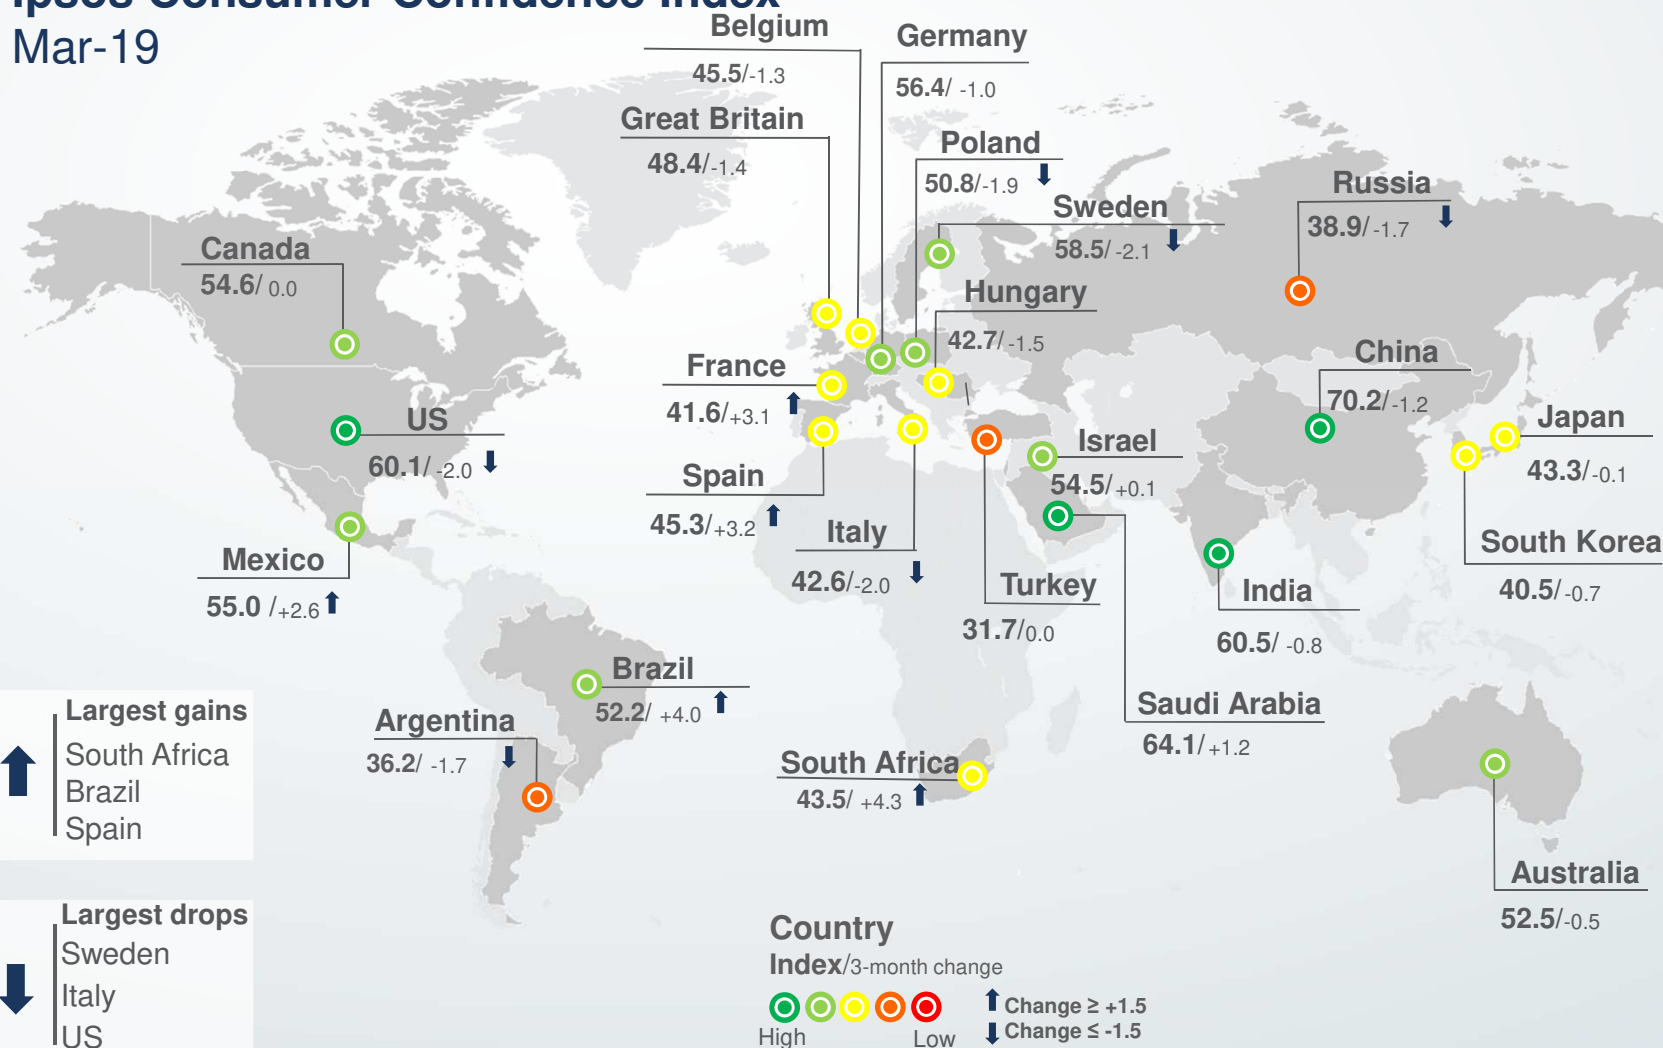 Ipsos Consumer Confidence Index
Mar-19
Belgium
45.5/-1.3
Germany
56.4/ -1.0
Great Britain
48.4/-1.4
Poland
50.8/-1.9
Sweden
58.5/ -2.1
Russia
38.9/ -1.7
Canada
54.6/ 0.0
Hungary
42.7/ -1.5
France
41.6/+3.1
China
70.2/-1.2
US
60.1/ -2.0
Japan
43.3/-0.1
Israel
54.5/+0.1
Spain
45.3/+3.2
Italy
42.6/-2.0
South Korea
40.5/-0.7
Mexico
55.0 /+2.6
Turkey
31.7/0.0
India
60.5/ -0.8
Brazil
52.2/ +4.0
Argentina
36.2/ -1.7
Saudi Arabia
64.1/+1.2
South Africa
43.5/ +4.3
Australia
52.5/-0.5
Largest gains
South Africa
Brazil
Spain
Largest drops
Sweden
Italy
US
Country
Index/3-month change
High
Low
Change ≥ +1.5
Change ≤ -1.5